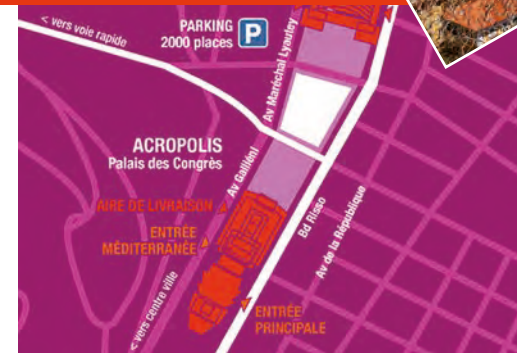 < vers voie rapide
PARKING
2000 places
P
Av Maréchal Lyautey
ACROPOLIS
Palais des Congrès
Av Galliéni
AIRE DE LIVRAISON
ENTRÉE
MÉDITERRANÉE
Bd Risso
Av de la République
< vers centre ville
ENTRÉE
PRINCIPALE